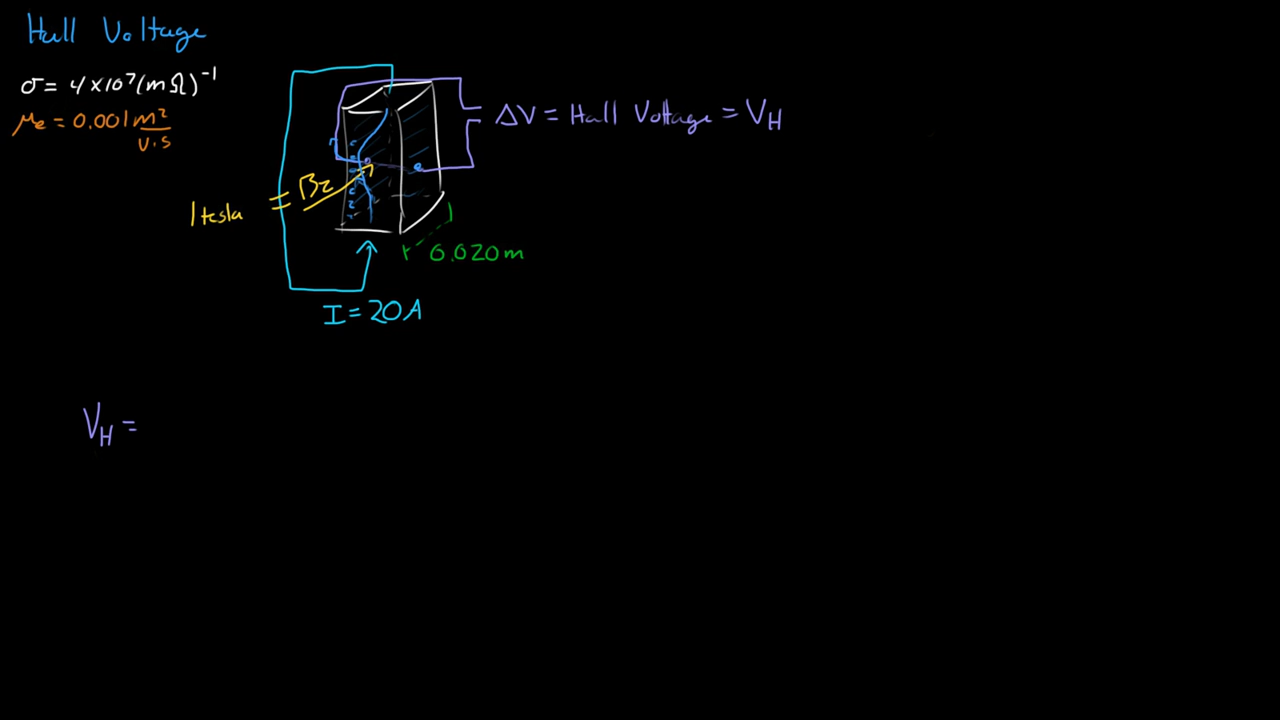 Hall Voltage
σ = 4 × 10⁷ (mΩ)⁻¹
μe = 0.001 m²/V·s
ΔV = Hall Voltage = VH
1 tesla = Bz
0.020 m
I = 20 A
VH =